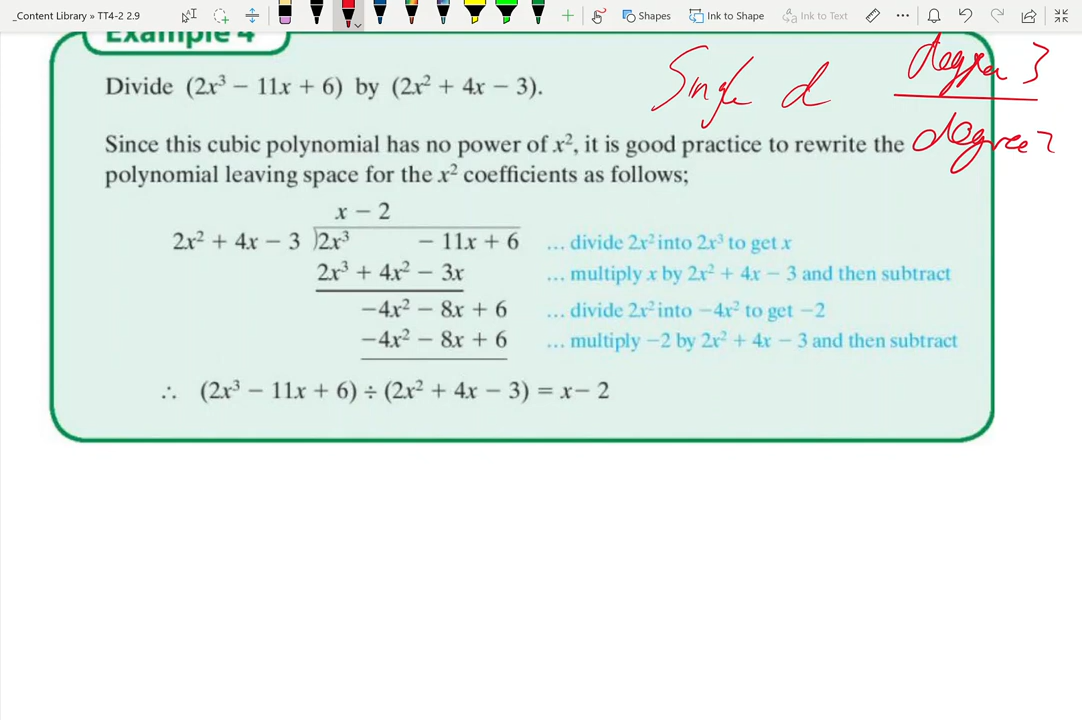 _Content Library » TT4-2 2.9
Shapes
Ink to Shape
Ink to Text
Example 4
Divide (2x³ − 11x + 6) by (2x² + 4x − 3).
Single d
degree 3
degree 2
Since this cubic polynomial has no power of x², it is good practice to rewrite the
polynomial leaving space for the x² coefficients as follows;
x − 2
2x² + 4x − 3 )2x³ − 11x + 6 ... divide 2x² into 2x³ to get x
2x³ + 4x² − 3x ... multiply x by 2x² + 4x − 3 and then subtract
−4x² − 8x + 6 ... divide 2x² into −4x² to get −2
−4x² − 8x + 6 ... multiply −2 by 2x² + 4x − 3 and then subtract
∴ (2x³ − 11x + 6) ÷ (2x² + 4x − 3) = x− 2